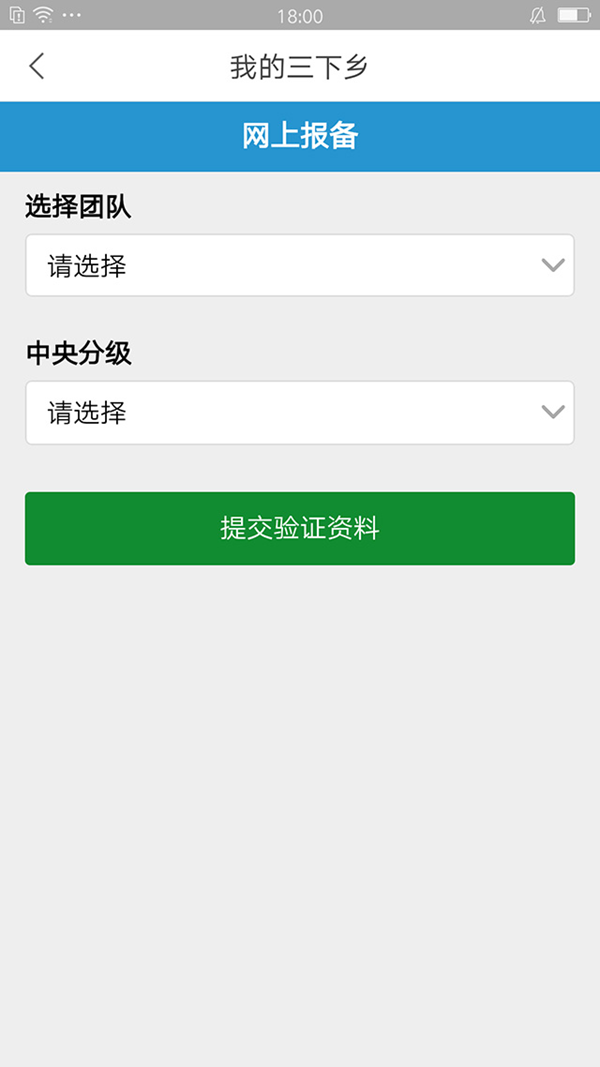 18:00
我的三下乡
网上报备
选择团队
请选择
中央分级
请选择
提交验证资料